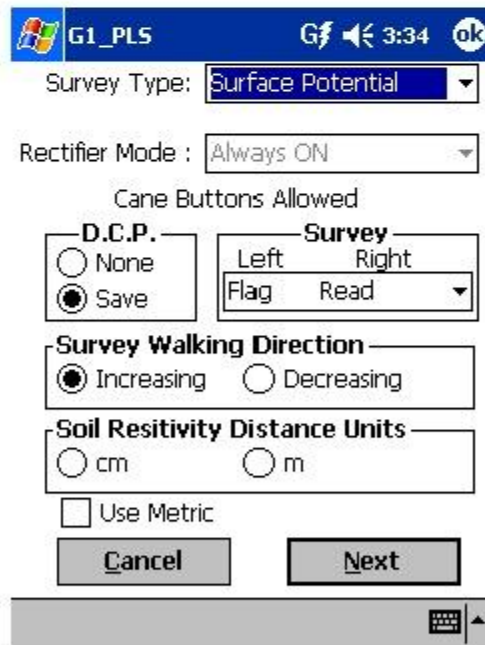 G1_PLS G 3:34 ok
Survey Type: Surface Potential
Rectifier Mode : Always ON
Cane Buttons Allowed
D.C.P. Survey
Left Right
None
Flag Read
Save
Survey Walking Direction
Increasing Decreasing
Soil Resitivity Distance Units
cm m
Use Metric
Cancel Next